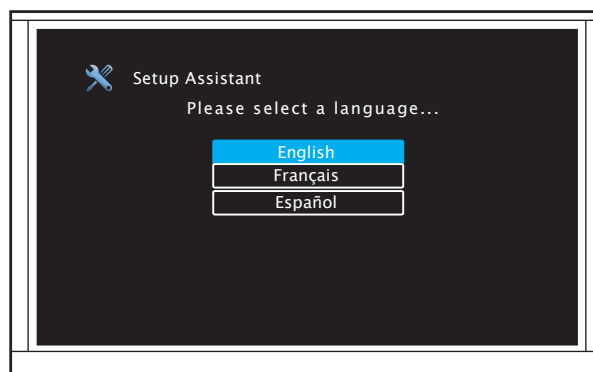 Setup Assistant
Please select a language...
English
Français
Español